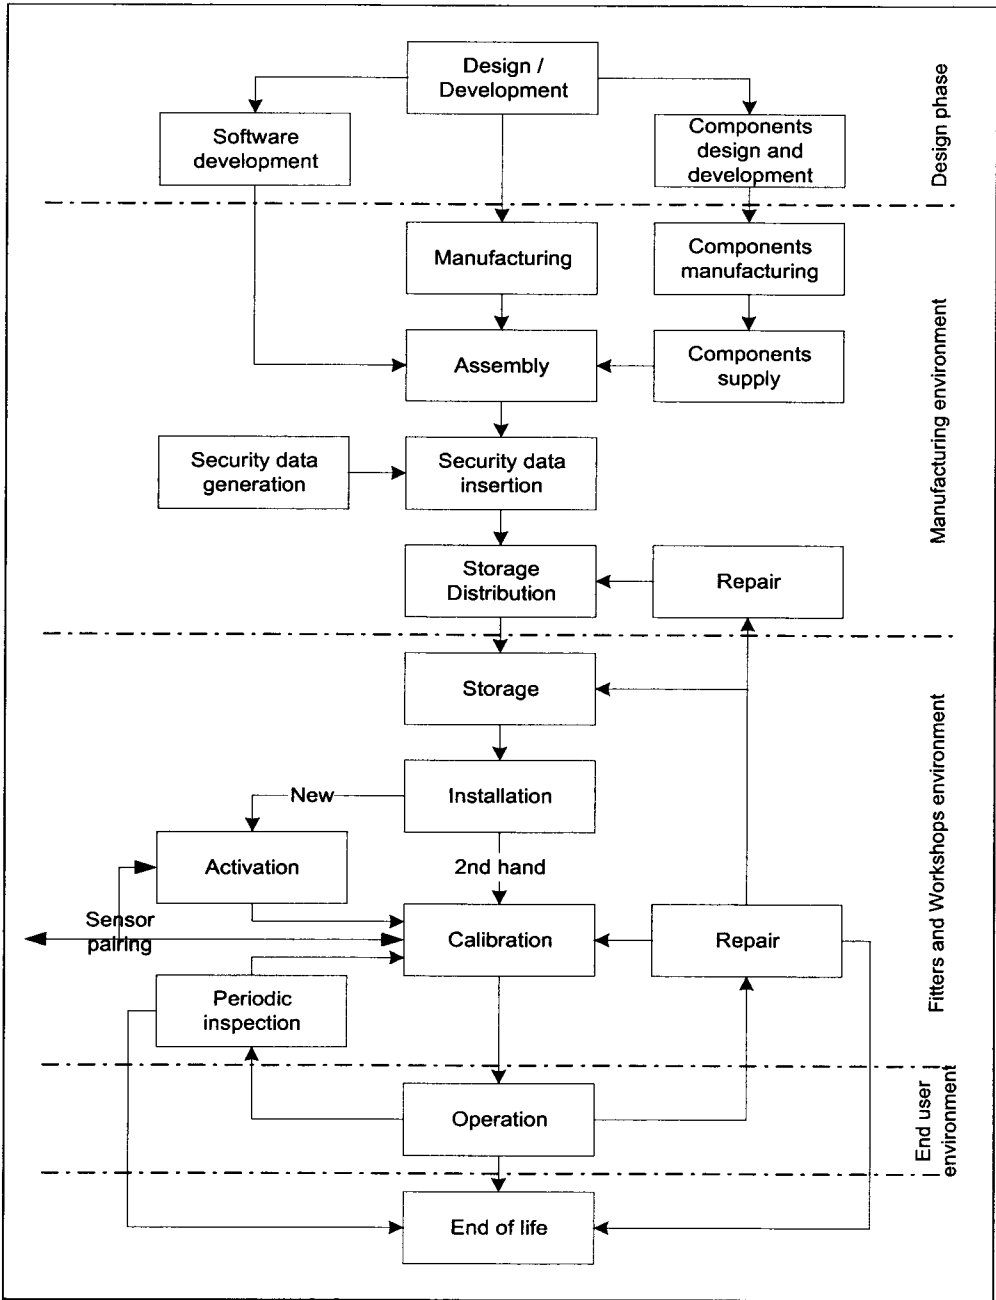 Design /
Development
Software
development
Components
design and
development
Design phase
Manufacturing
Components
manufacturing
Assembly
Components
supply
Security data
generation
Security data
insertion
Storage
Distribution
Repair
Manufacturing environment
Storage
New
Installation
Activation
2nd hand
Sensor
pairing
Calibration
Repair
Periodic
inspection
Fitters and Workshops environment
Operation
End user
environment
End of life